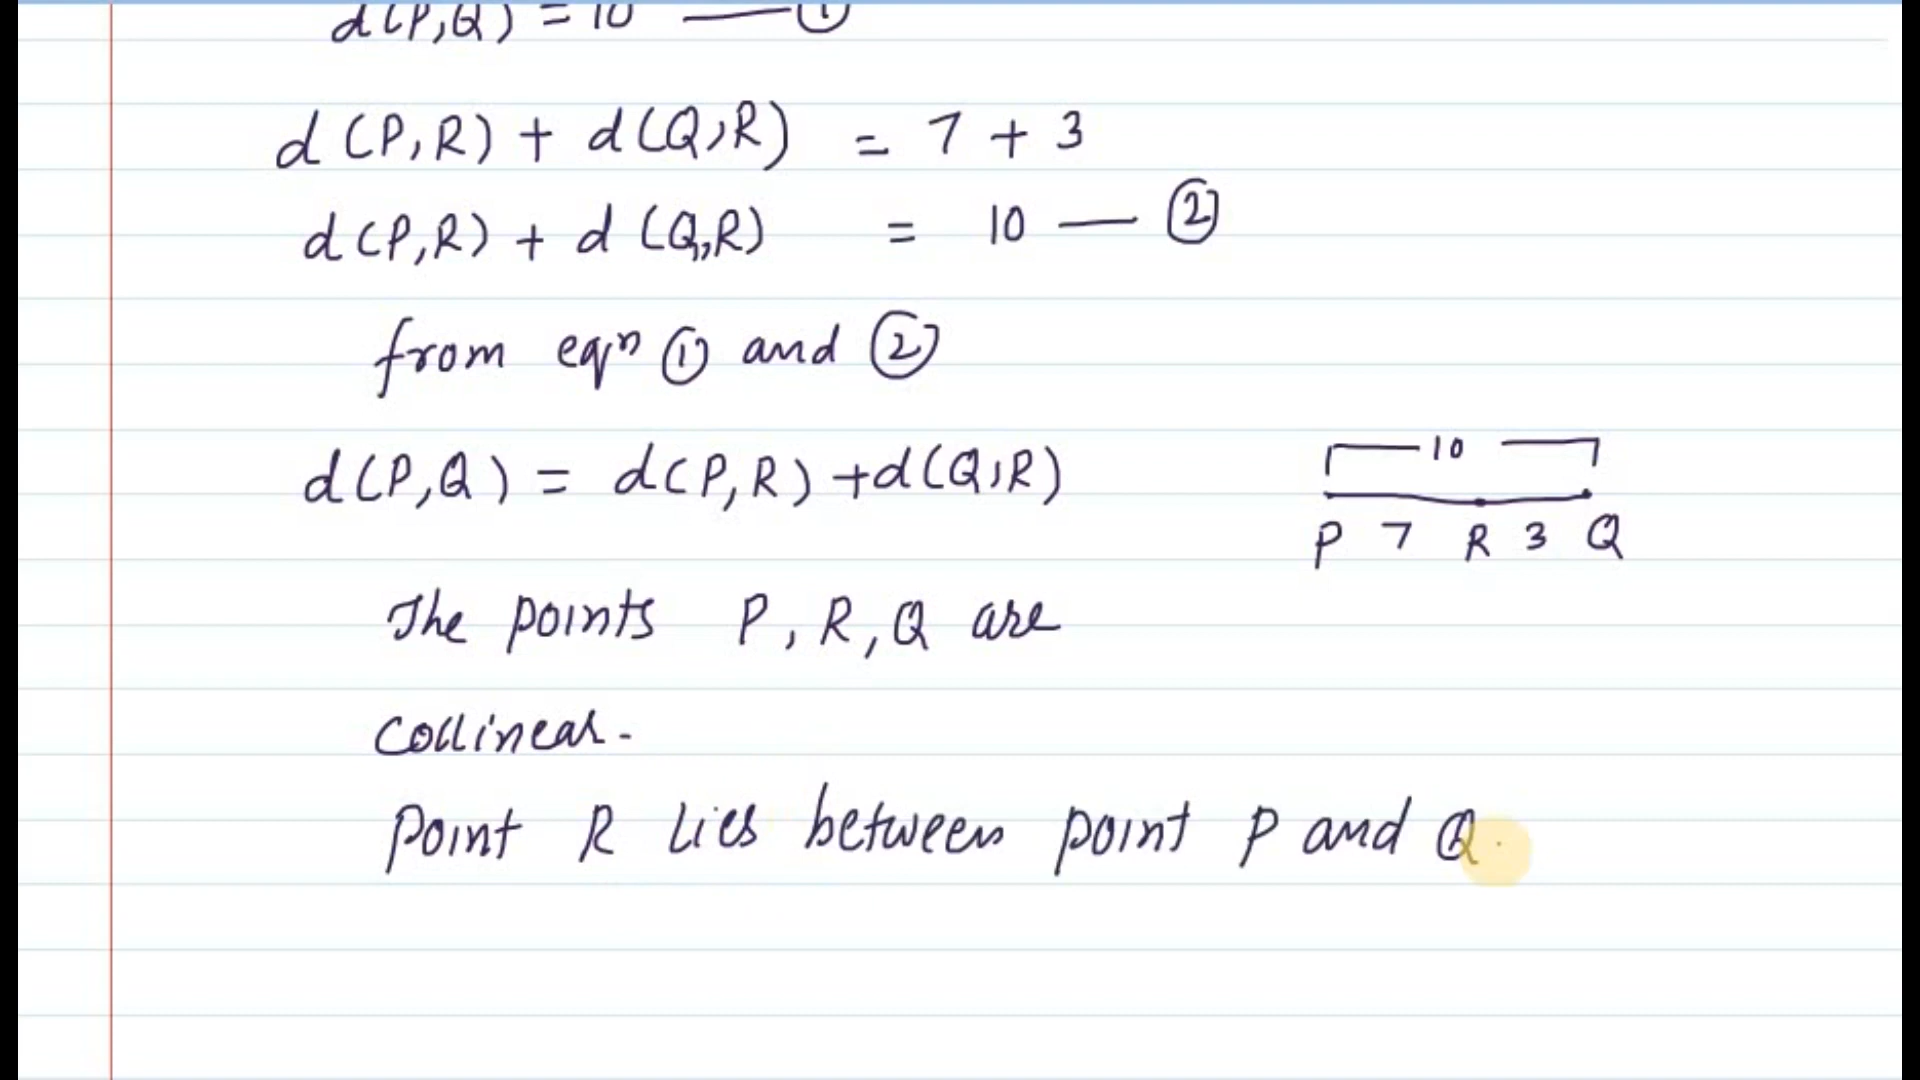 d(P,Q) = 10 — ①
d(P,R) + d(Q,R) = 7 + 3
d(P,R) + d(Q,R) = 10 — ②
from eqⁿ ① and ②
d(P,Q) = d(P,R) + d(Q,R)
10
P 7 R 3 Q
The points P, R, Q are
collinear.
point R lies between point P and Q.